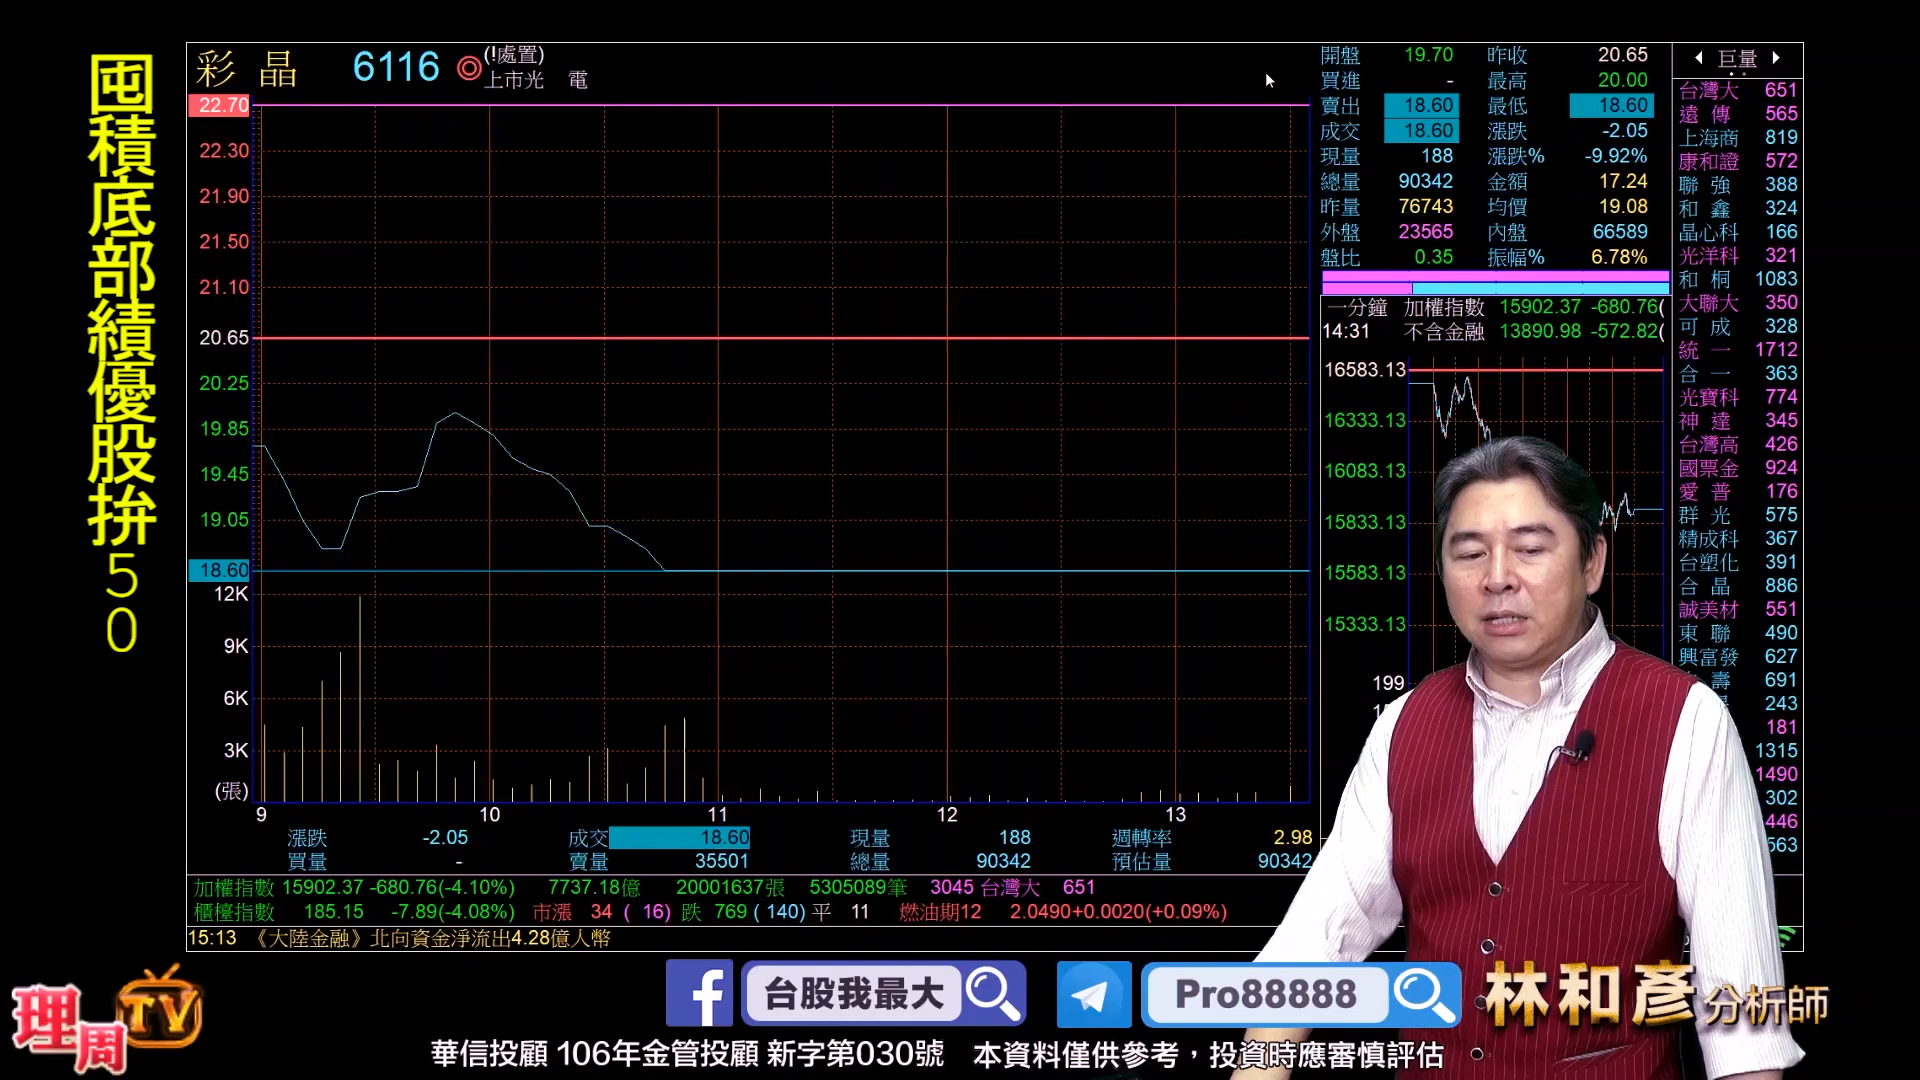 囤積底部績優股拚50
彩 晶 6116 ◎ (!處置)
上市光 電
22.70
22.30
21.90
21.50
21.10
20.65
20.25
19.85
19.45
19.05
18.60
12K
9K
6K
3K
(張)
9 10 11 12 13
漲跌 -2.05 成交 18.60 現量 188 週轉率 2.98
買量 - 賣量 35501 總量 90342 預估量 90342
加權指數 15902.37 -680.76(-4.10%) 7737.18億 20001637張 5305089筆 3045 台灣大 651
櫃檯指數 185.15 -7.89(-4.08%) 市漲 34 ( 16) 跌 769 (140) 平 11 燃油期12 2.0490+0.0020(+0.09%)
15:13 《大陸金融》北向資金淨流出4.28億人幣
開盤 19.70 昨收 20.65
買進 - 最高 20.00
賣出 18.60 最低 18.60
成交 18.60 漲跌 -2.05
現量 188 漲跌% -9.92%
總量 90342 金額 17.24
昨量 76743 均價 19.08
外盤 23565 內盤 66589
盤比 0.35 振幅% 6.78%
一分鐘 加權指數 15902.37 -680.76(
14:31 不含金融 13890.98 -572.82(
16583.13
16333.13
16083.13
15833.13
15583.13
15333.13
199
巨量
台灣大 651
遠 傳 565
上海商 819
康和證 572
聯 強 388
和 鑫 324
晶心科 166
光洋科 321
和 桐 1083
大聯大 350
可 成 328
統 一 1712
合 一 363
光寶科 774
神 達 345
台灣高 426
國票金 924
愛 普 176
群 光 575
精成科 367
台塑化 391
合 晶 886
誠美材 551
東 聯 490
興富發 627
壽 691
243
181
1315
1490
302
446
563
理周TV
台股我最大
Pro88888
林和彥 分析師
華信投顧 106年金管投顧 新字第030號 本資料僅供參考,投資時應審慎評估